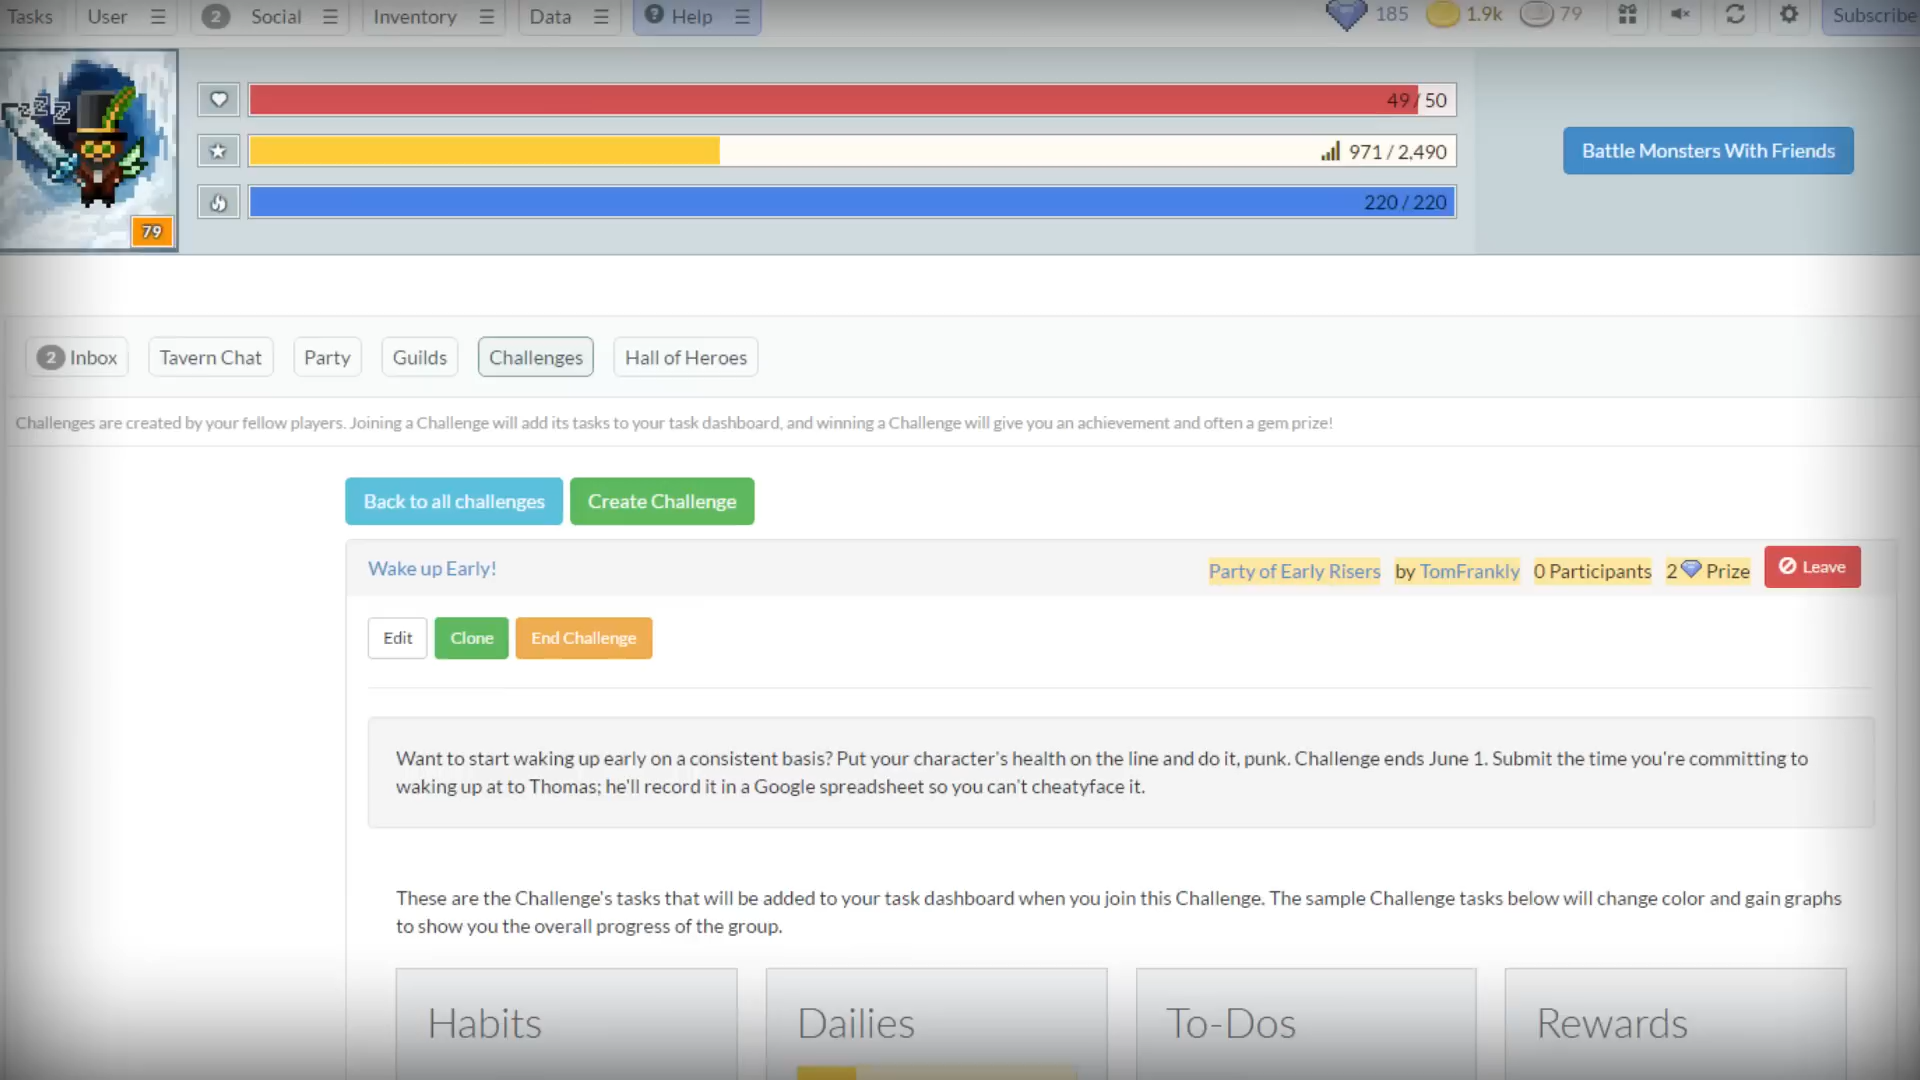 Tasks User 2 Social Inventory Data Help 185 1.9k 79 Subscribe
49 / 50
971 / 2,490
Battle Monsters With Friends
220 / 220
zzz
79
2 Inbox Tavern Chat Party Guilds Challenges Hall of Heroes
Challenges are created by your fellow players. Joining a Challenge will add its tasks to your task dashboard, and winning a Challenge will give you an achievement and often a gem prize!
Back to all challenges Create Challenge
Wake up Early! Party of Early Risers by TomFrankly 0 Participants 2 Prize Leave
Edit Clone End Challenge
Want to start waking up early on a consistent basis? Put your character's health on the line and do it, punk. Challenge ends June 1. Submit the time you're committing to
waking up at to Thomas; he'll record it in a Google spreadsheet so you can't cheatyface it.
These are the Challenge's tasks that will be added to your task dashboard when you join this Challenge. The sample Challenge tasks below will change color and gain graphs
to show you the overall progress of the group.
Habits Dailies To-Dos Rewards